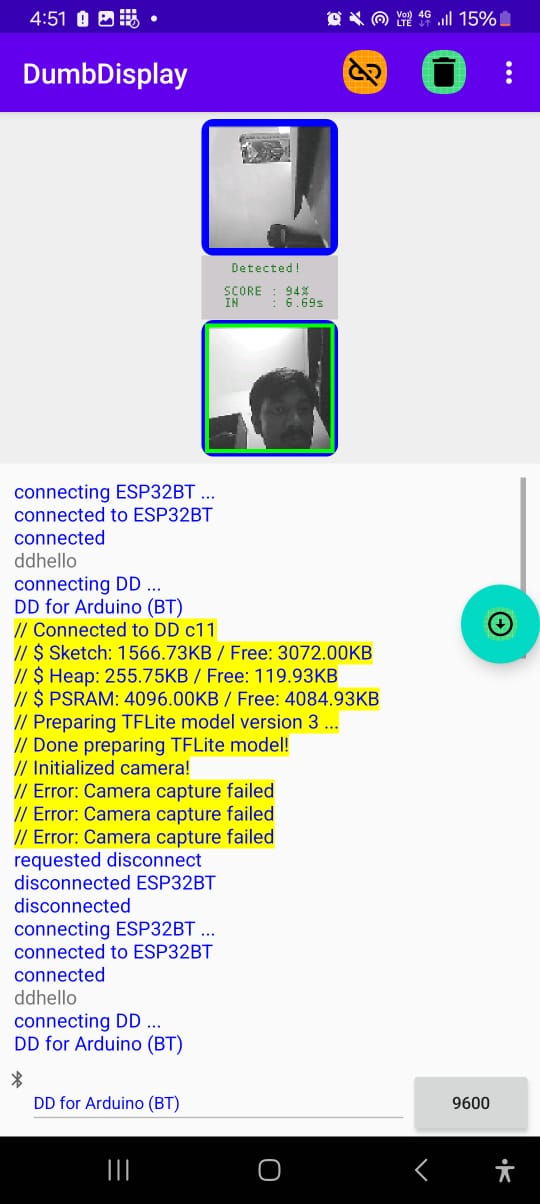 4:51
Vo)) LTE 4G 15%
DumbDisplay
Detected!
SCORE : 94%
IN : 6.69s
connecting ESP32BT ...
connected to ESP32BT
connected
ddhello
connecting DD ...
DD for Arduino (BT)
// Connected to DD c11
// $ Sketch: 1566.73KB / Free: 3072.00KB
// $ Heap: 255.75KB / Free: 119.93KB
// $ PSRAM: 4096.00KB / Free: 4084.93KB
// Preparing TFLite model version 3 ...
// Done preparing TFLite model!
// Initialized camera!
// Error: Camera capture failed
// Error: Camera capture failed
// Error: Camera capture failed
requested disconnect
disconnected ESP32BT
disconnected
connecting ESP32BT ...
connected to ESP32BT
connected
ddhello
connecting DD ...
DD for Arduino (BT)
DD for Arduino (BT)
9600